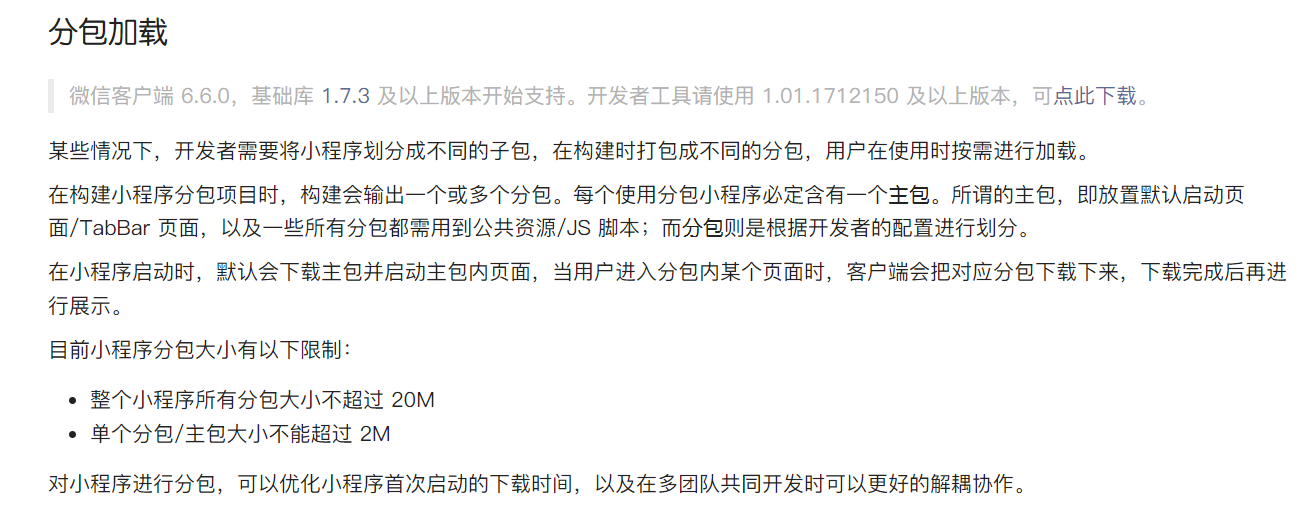 分包加载
微信客户端 6.6.0，基础库 1.7.3 及以上版本开始支持。开发者工具请使用 1.01.1712150 及以上版本，可点此下载。
某些情况下，开发者需要将小程序划分成不同的子包，在构建时打包成不同的分包，用户在使用时按需进行加载。
在构建小程序分包项目时，构建会输出一个或多个分包。每个使用分包小程序必定含有一个主包。所谓的主包，即放置默认启动页
面/TabBar 页面，以及一些所有分包都需用到公共资源/JS 脚本；而分包则是根据开发者的配置进行划分。
在小程序启动时，默认会下载主包并启动主包内页面，当用户进入分包内某个页面时，客户端会把对应分包下载下来，下载完成后再进
行展示。
目前小程序分包大小有以下限制：
• 整个小程序所有分包大小不超过 20M
• 单个分包/主包大小不能超过 2M
对小程序进行分包，可以优化小程序首次启动的下载时间，以及在多团队共同开发时可以更好的解耦协作。